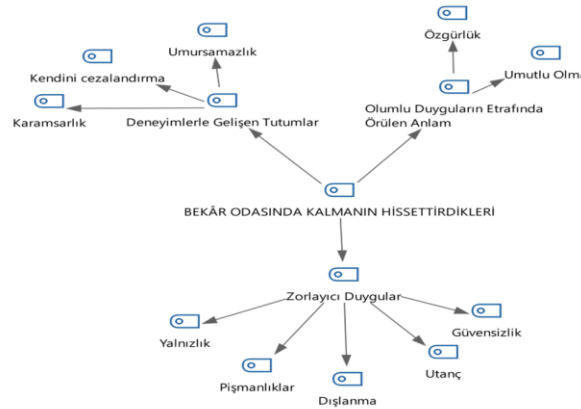 Özgürlük
Umursamazlık
Kendini cezalandırma
Umutlu Olma
Karamsarlık
Deneyimlerle Gelişen Tutumlar
Olumlu Duyguların Etrafında
Örülen Anlam
BEKÂR ODASINDA KALMANIN HİSSETTİRDİKLERİ
Zorlayıcı Duygular
Güvensizlik
Yalnızlık
Utanç
Pişmanlıklar
Dışlanma